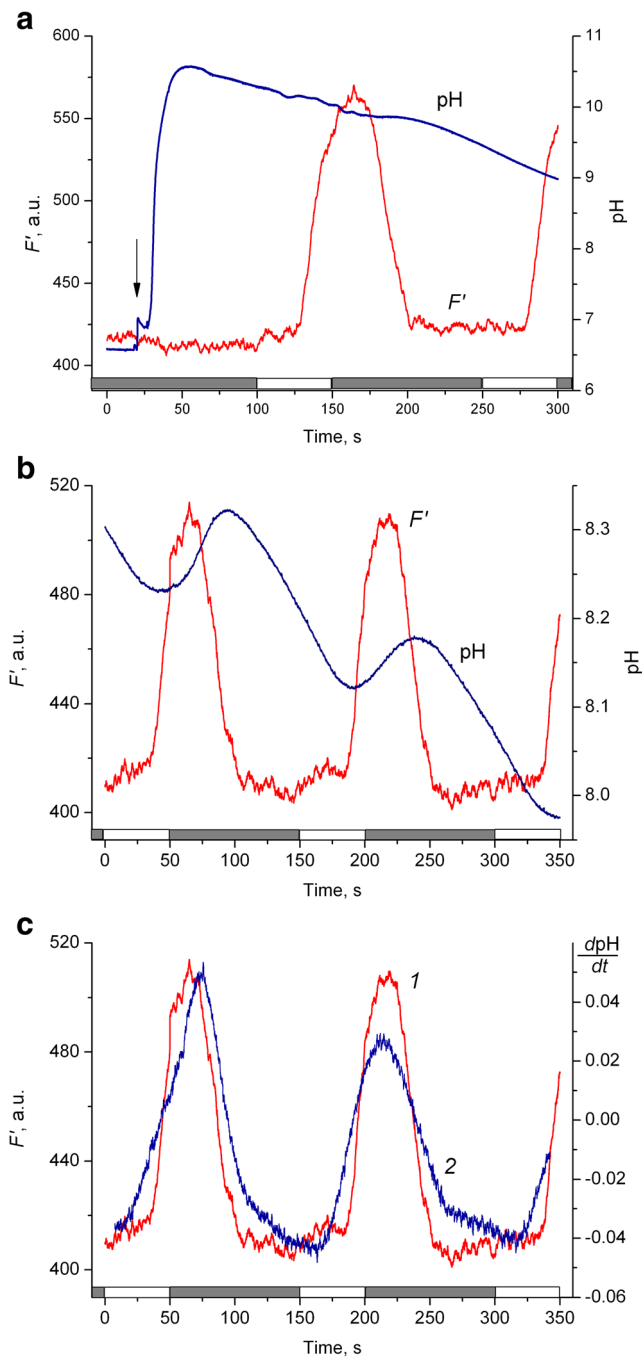 a
600
550
500
450
400
F', a.u.
11
10
9
8
7
6
pH
pH
F'
0 50 100 150 200 250 300
Time, s
b
520
480
440
400
F', a.u.
8.3
8.2
8.1
8.0
pH
F'
pH
0 50 100 150 200 250 300 350
Time, s
c
520
480
440
400
F', a.u.
dpH
dt
0.04
0.02
0.00
-0.02
-0.04
-0.06
1
2
0 50 100 150 200 250 300 350
Time, s